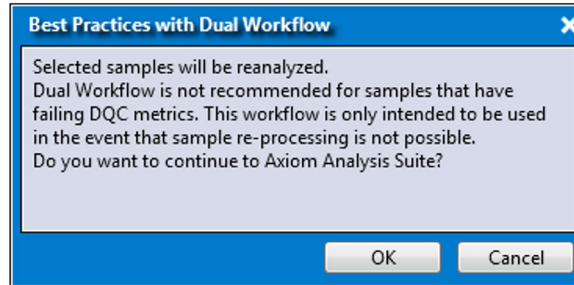 Best Practices with Dual Workflow
Selected samples will be reanalyzed.
Dual Workflow is not recommended for samples that have
failing DQC metrics. This workflow is only intended to be used
in the event that sample re-processing is not possible.
Do you want to continue to Axiom Analysis Suite?
OK
Cancel